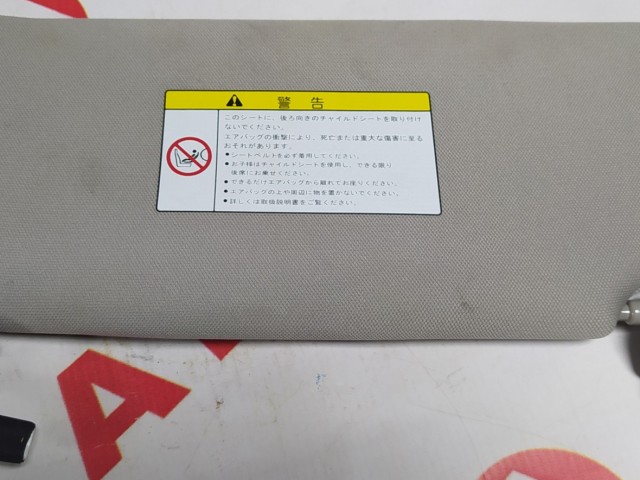 警告
このシートに、後ろ向きのチャイルドシートを取り付け
ないでください。
エアバッグの衝撃により、死亡または重大な傷害に至る
おそれがあります。
●シートベルトを必ず着用してください。
●お子様はチャイルドシートを使用し、できる限り
後席にお乗せください。
●できるだけエアバッグから離れてお座りください。
●エアバッグの上や周辺に物を置かないでください。
●詳しくは取扱説明書をご覧ください。